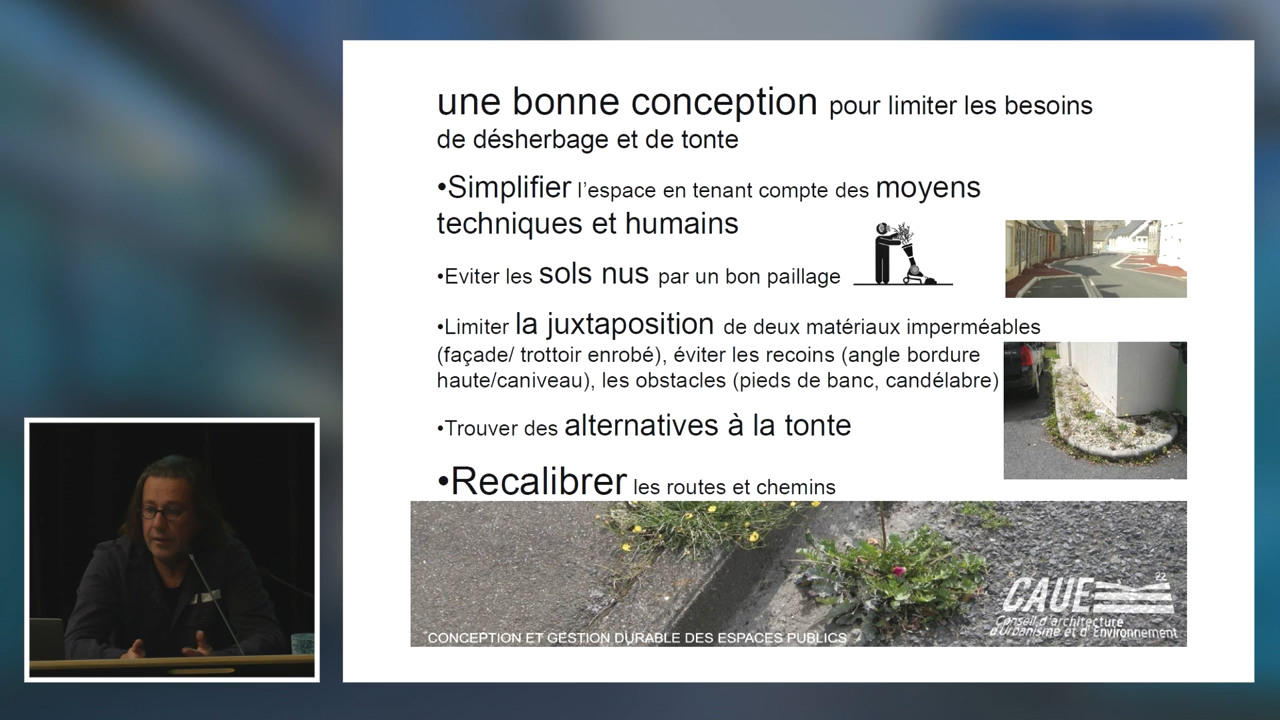 une bonne conception pour limiter les besoins
de désherbage et de tonte
•Simplifier l’espace en tenant compte des moyens
techniques et humains
•Eviter les sols nus par un bon paillage
•Limiter la juxtaposition de deux matériaux imperméables
(façade/ trottoir enrobé), éviter les recoins (angle bordure
haute/caniveau), les obstacles (pieds de banc, candélabre)
•Trouver des alternatives à la tonte
•Recalibrer les routes et chemins
CAUE 22
Conseil d'architecture
d'Urbanisme et d'Environnement
CONCEPTION ET GESTION DURABLE DES ESPACES PUBLICS